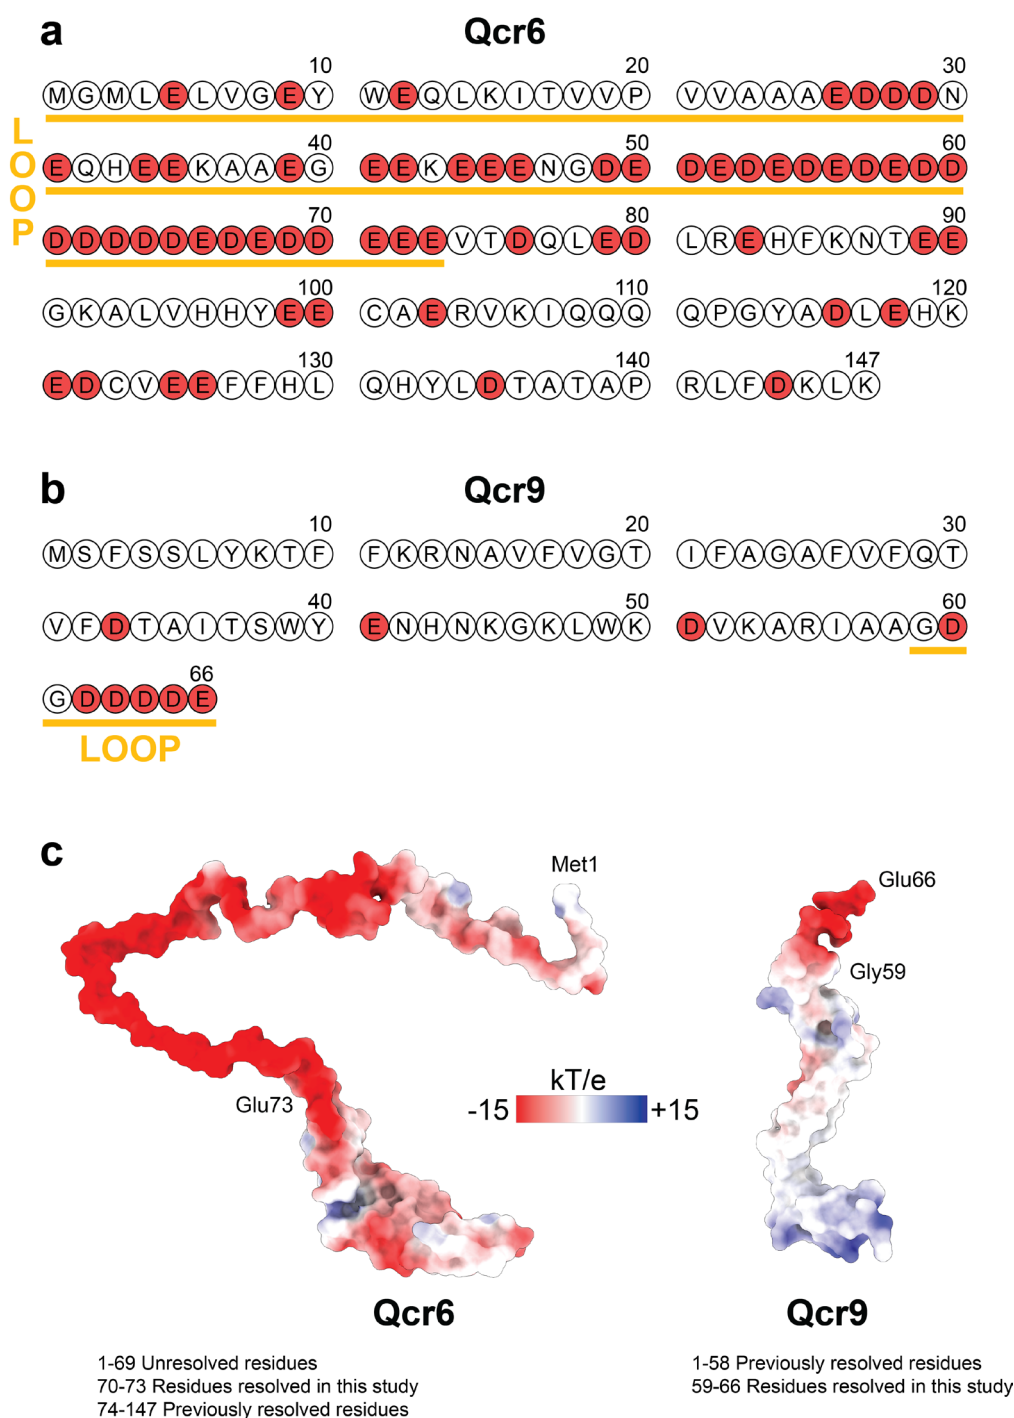 a
Qcr6
10 20 30
MGMLELVGEY WEQLKITVVP VVAAAEDDDN
40 50 60
EQHEEKAAEG EEKEEENGDE DEDEDEDEDD
70 80 90
DDDDDEDEDD EEEVTDQLED LREHFKNTEE
100 110 120
GKALVHHYEE CAERVKIQQQ QPGYADLEHK
130 140 147
EDCVEEFFHL QHYLDTATAP RLFDKLK
LOOP
b
Qcr9
10 20 30
MSFSSLYKTF FKRNAVFVGT IFAGAFVFQT
40 50 60
VFDTAITSWY ENHNKGKLWK DVKARIAAGD
66
GDDDDE
LOOP
c
Met1
Glu66
Gly59
Glu73
kT/e
-15 +15
Qcr6
Qcr9
1-69 Unresolved residues
70-73 Residues resolved in this study
74-147 Previously resolved residues
1-58 Previously resolved residues
59-66 Residues resolved in this study